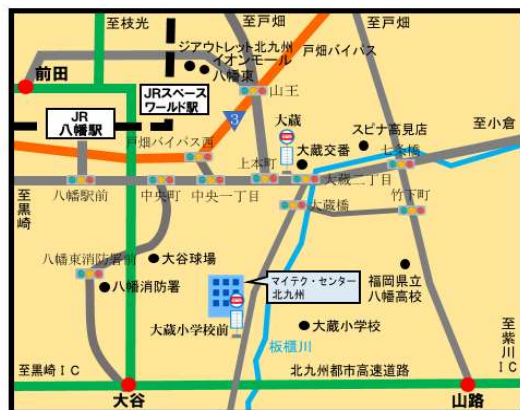 至枝光
至戸畑
至戸畑
ジアウトレット北九州
イオンモール
八幡東
戸畑バイパス
前田
JRスペース
ワールド駅
山王
JR
八幡駅
3
大蔵
スピナ高見店
至小倉
戸畑バイパス西
上本町
大蔵交番
七条橋
八幡駅前
中央町
中央一丁目
大蔵二丁目
至黒崎
大蔵橋
竹下町
八幡東消防署前
大谷球場
八幡消防署
マイテク・センター
北九州
福岡県立
八幡高校
大蔵小学校前
大蔵小学校
板櫃川
至紫川IC
至黒崎IC
北九州都市高速道路
大谷
山路